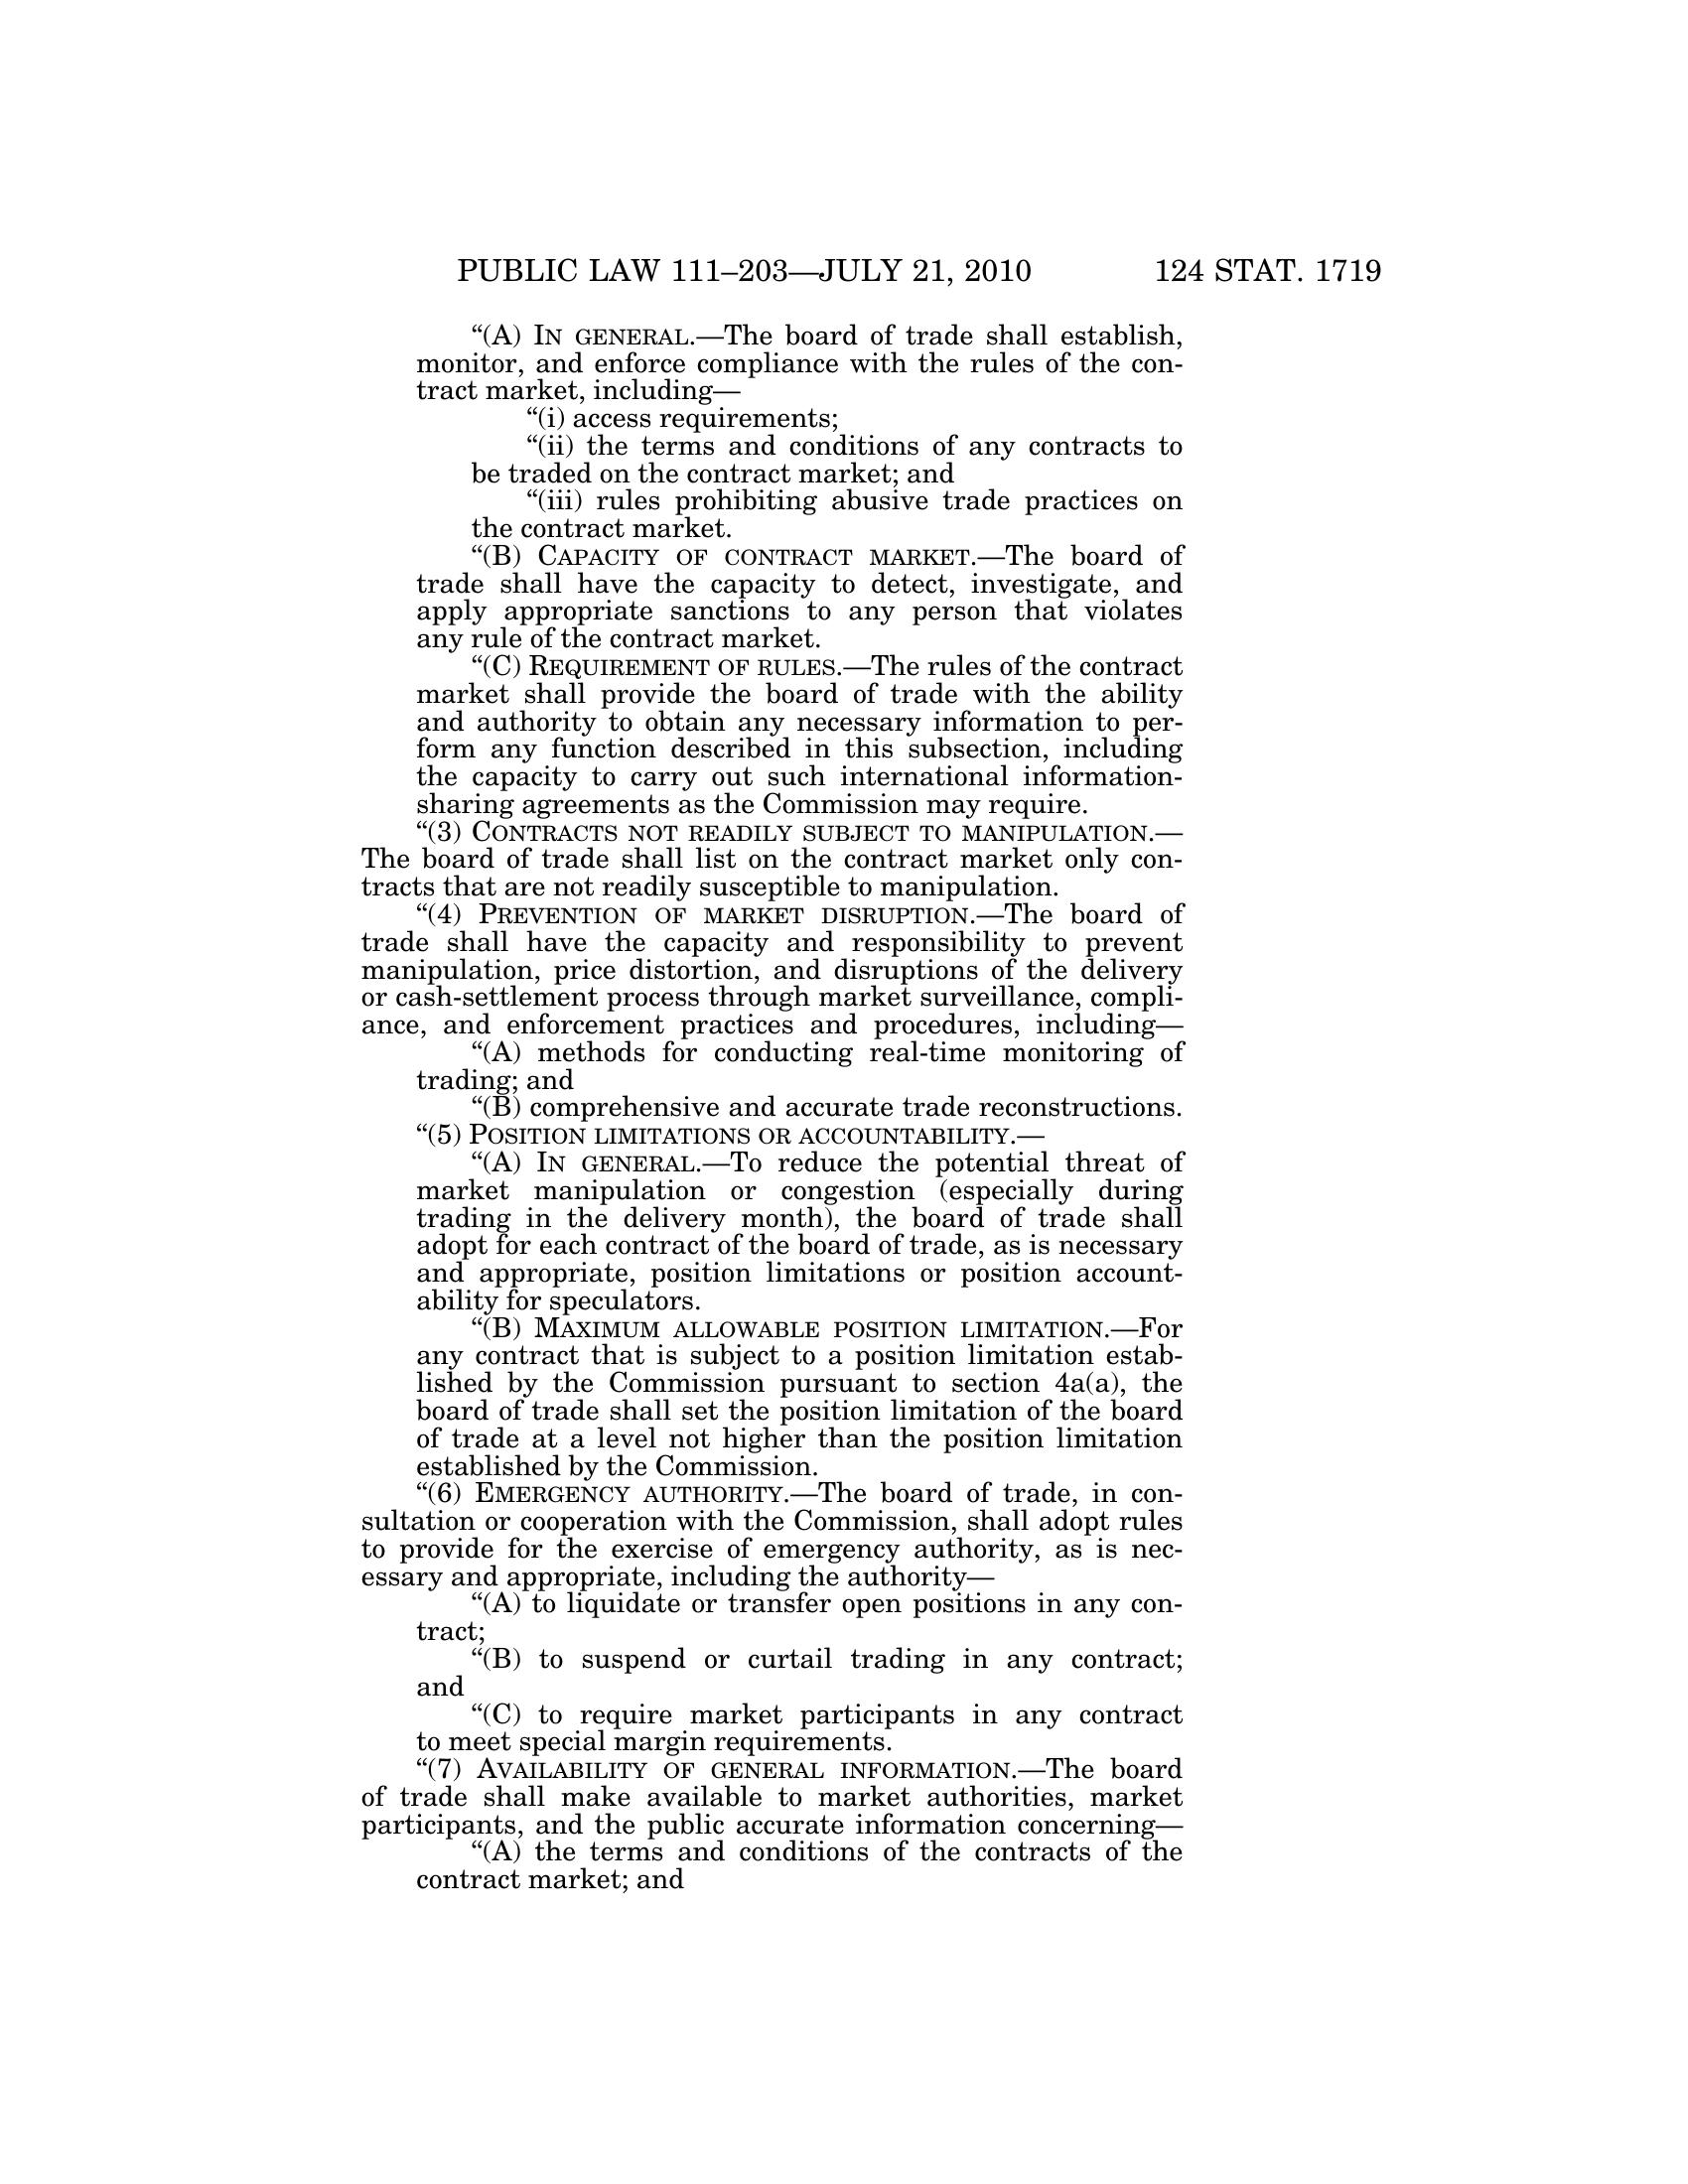 PUBLIC LAW 111–203—JULY 21, 2010 124 STAT. 1719
“(A) IN GENERAL.—The board of trade shall establish,
monitor, and enforce compliance with the rules of the con-
tract market, including—
“(i) access requirements;
“(ii) the terms and conditions of any contracts to
be traded on the contract market; and
“(iii) rules prohibiting abusive trade practices on
the contract market.
“(B) CAPACITY OF CONTRACT MARKET.—The board of
trade shall have the capacity to detect, investigate, and
apply appropriate sanctions to any person that violates
any rule of the contract market.
“(C) REQUIREMENT OF RULES.—The rules of the contract
market shall provide the board of trade with the ability
and authority to obtain any necessary information to per-
form any function described in this subsection, including
the capacity to carry out such international information-
sharing agreements as the Commission may require.
“(3) CONTRACTS NOT READILY SUBJECT TO MANIPULATION.—
The board of trade shall list on the contract market only con-
tracts that are not readily susceptible to manipulation.
“(4) PREVENTION OF MARKET DISRUPTION.—The board of
trade shall have the capacity and responsibility to prevent
manipulation, price distortion, and disruptions of the delivery
or cash-settlement process through market surveillance, compli-
ance, and enforcement practices and procedures, including—
“(A) methods for conducting real-time monitoring of
trading; and
“(B) comprehensive and accurate trade reconstructions.
“(5) POSITION LIMITATIONS OR ACCOUNTABILITY.—
“(A) IN GENERAL.—To reduce the potential threat of
market manipulation or congestion (especially during
trading in the delivery month), the board of trade shall
adopt for each contract of the board of trade, as is necessary
and appropriate, position limitations or position account-
ability for speculators.
“(B) MAXIMUM ALLOWABLE POSITION LIMITATION.—For
any contract that is subject to a position limitation estab-
lished by the Commission pursuant to section 4a(a), the
board of trade shall set the position limitation of the board
of trade at a level not higher than the position limitation
established by the Commission.
“(6) EMERGENCY AUTHORITY.—The board of trade, in con-
sultation or cooperation with the Commission, shall adopt rules
to provide for the exercise of emergency authority, as is nec-
essary and appropriate, including the authority—
“(A) to liquidate or transfer open positions in any con-
tract;
“(B) to suspend or curtail trading in any contract;
and
“(C) to require market participants in any contract
to meet special margin requirements.
“(7) AVAILABILITY OF GENERAL INFORMATION.—The board
of trade shall make available to market authorities, market
participants, and the public accurate information concerning—
“(A) the terms and conditions of the contracts of the
contract market; and